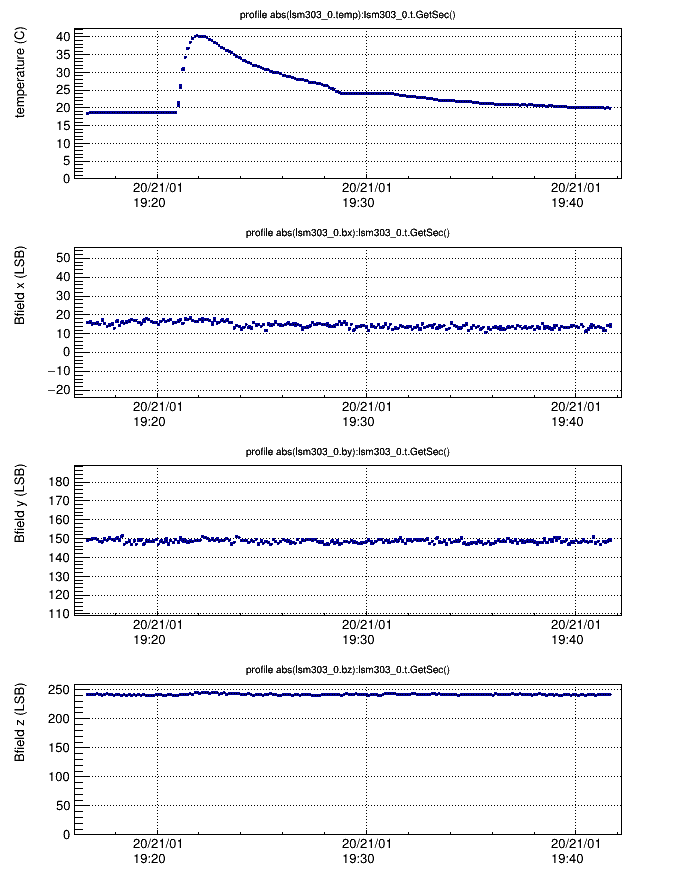 profile abs(lsm303_0.temp):lsm303_0.t.GetSec()
temperature (C)
40
35
30
25
20
15
10
5
0
20/21/01 20/21/01 20/21/01
19:20 19:30 19:40
profile abs(lsm303_0.bx):lsm303_0.t.GetSec()
Bfield x (LSB)
50
40
30
20
10
0
−10
−20
20/21/01 20/21/01 20/21/01
19:20 19:30 19:40
profile abs(lsm303_0.by):lsm303_0.t.GetSec()
Bfield y (LSB)
180
170
160
150
140
130
120
110
20/21/01 20/21/01 20/21/01
19:20 19:30 19:40
profile abs(lsm303_0.bz):lsm303_0.t.GetSec()
Bfield z (LSB)
250
200
150
100
50
0
20/21/01 20/21/01 20/21/01
19:20 19:30 19:40